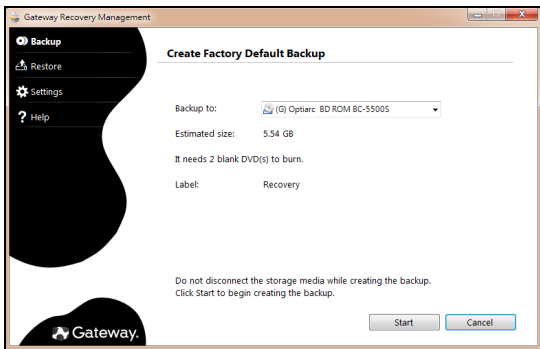 Gateway Recovery Management
Backup
Restore
Settings
Help
Create Factory Default Backup
Backup to: (G) Optiarc BD ROM BC-5500S
Estimated size: 5.54 GB
It needs 2 blank DVD(s) to burn.
Label: Recovery
Do not disconnect the storage media while creating the backup.
Click Start to begin creating the backup.
Start Cancel
Gateway.